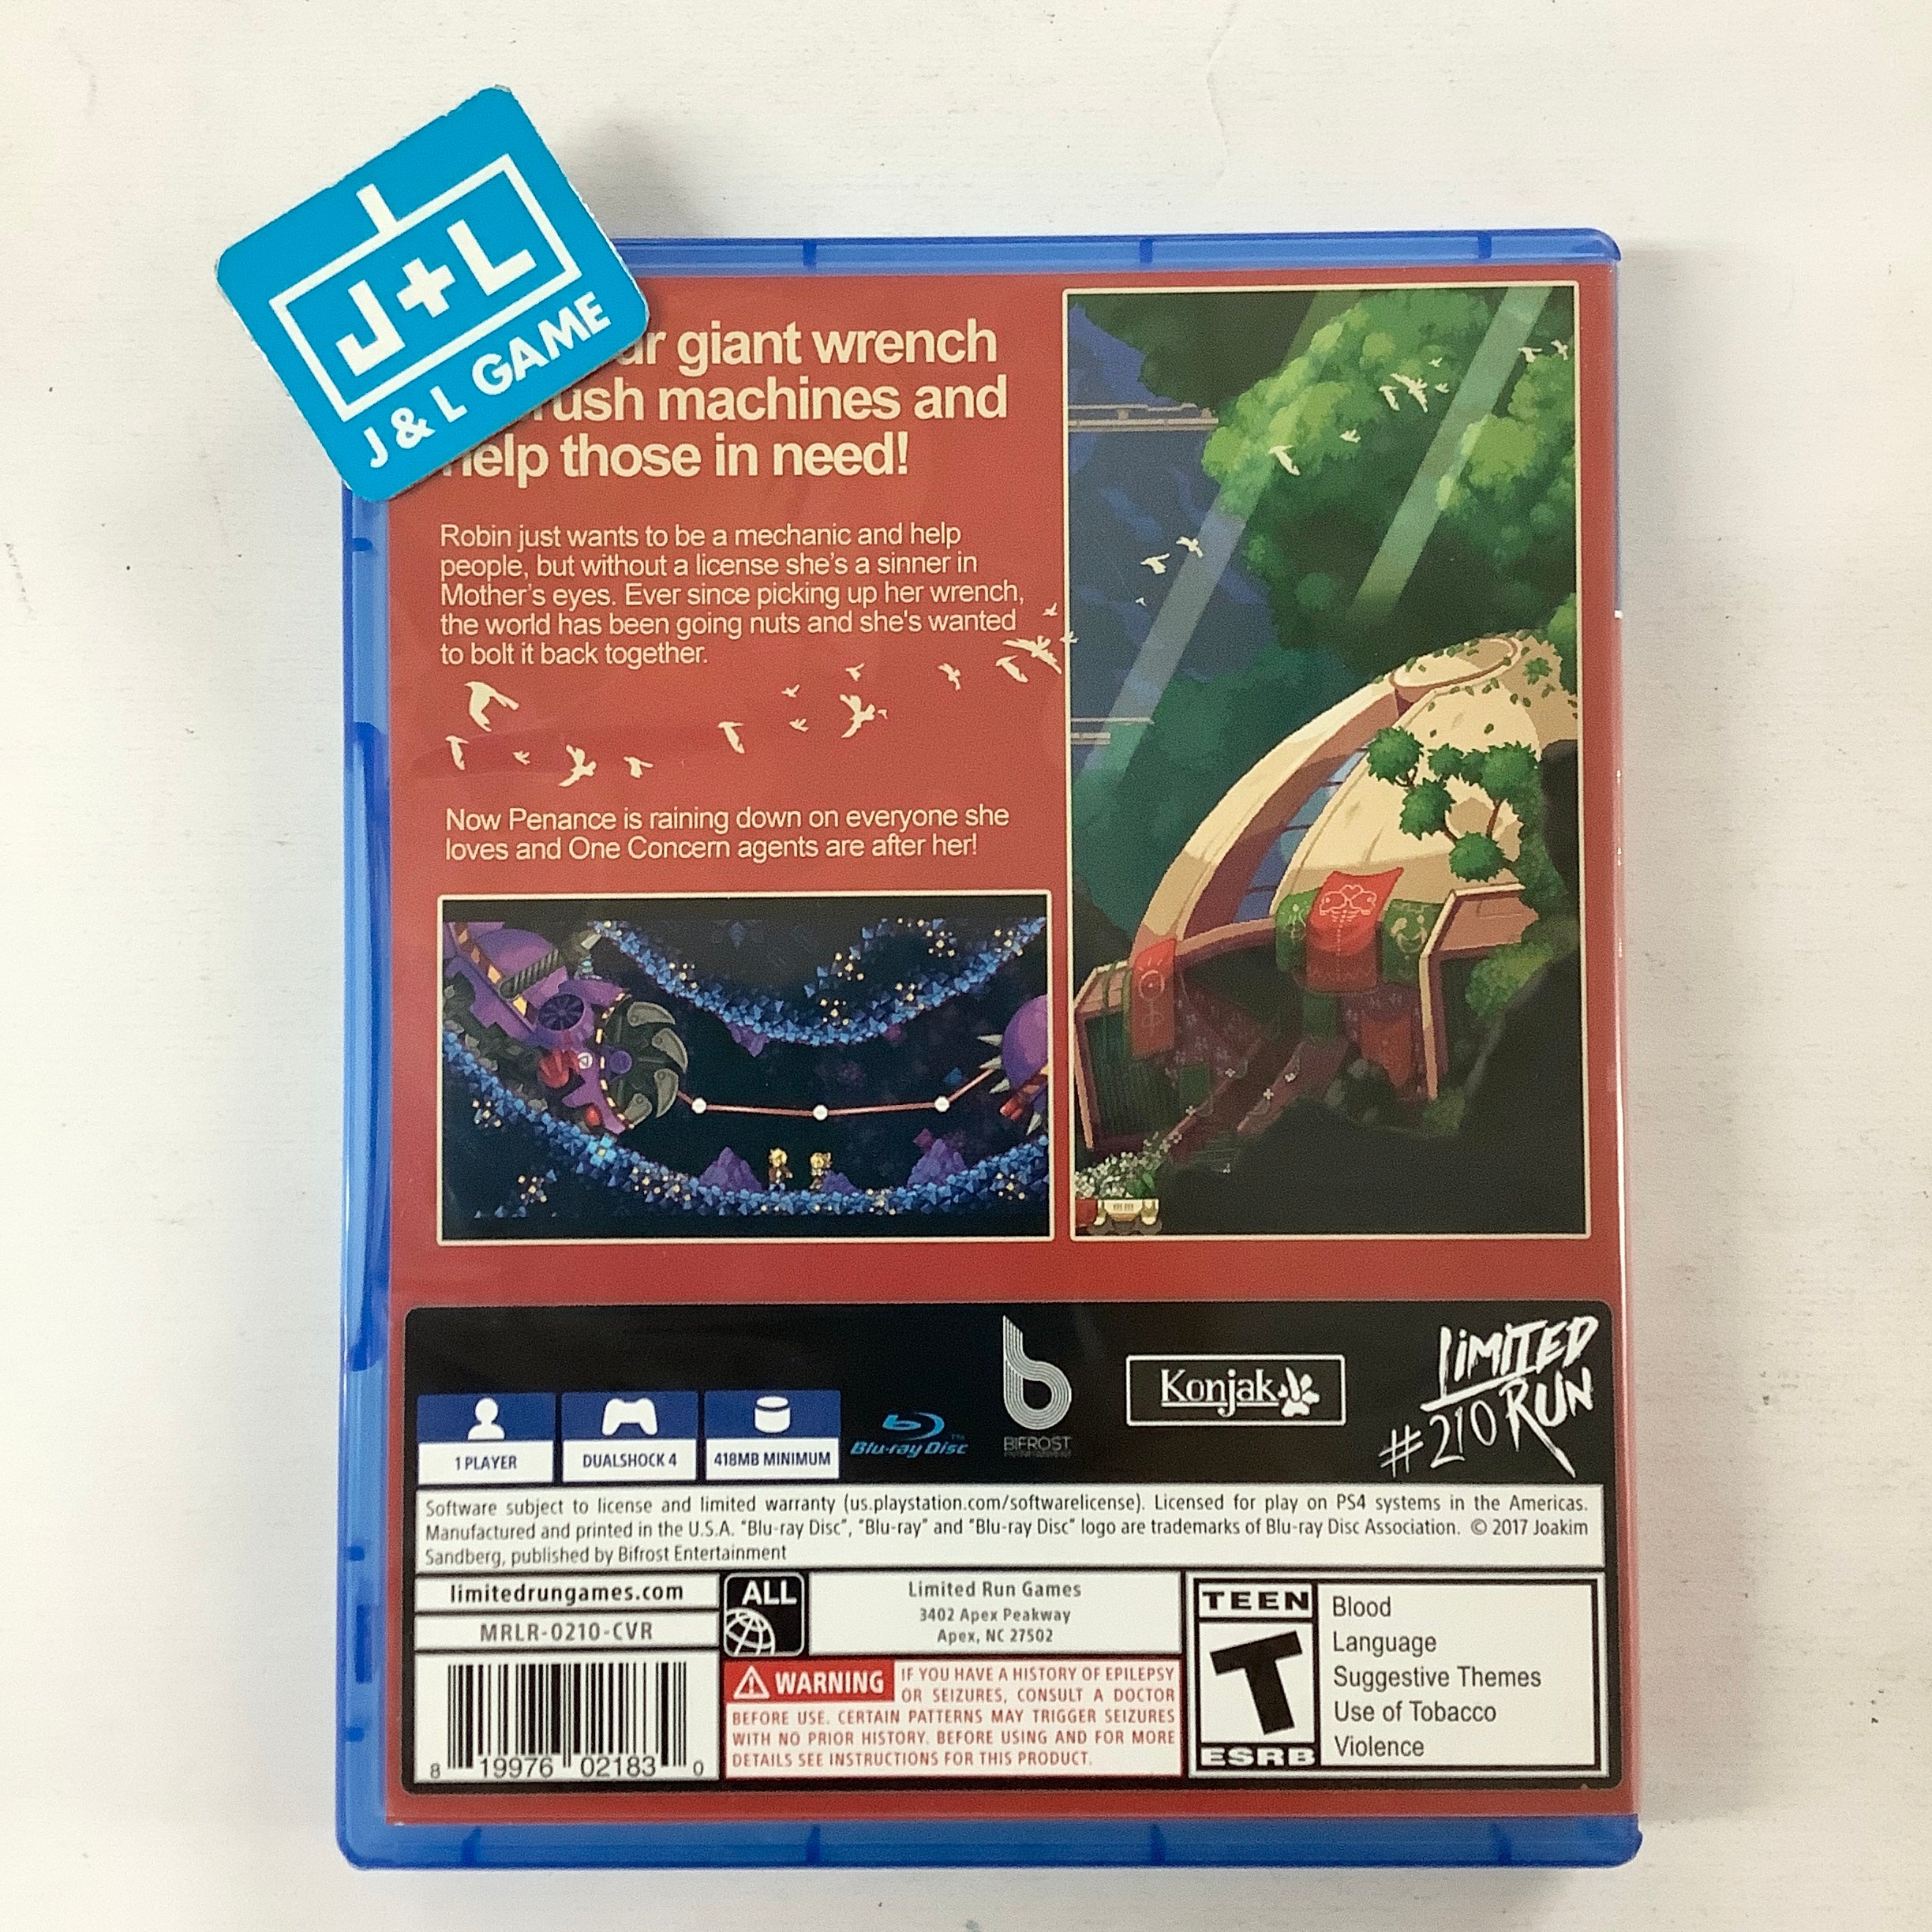 J+L
J & L GAME
giant wrench
machines and
help those in need!
Robin just wants to be a mechanic and help
people, but without a license she's a sinner in
Mother's eyes. Ever since picking up her wrench,
the world has been going nuts and she's wanted
to bolt it back together.
Now Penance is raining down on everyone she
loves and One Concern agents are after her!
1 PLAYER
DUALSHOCK 4
418MB MINIMUM
Blu-ray Disc™
BIFROST
ENTERTAINMENT
Konjak
LIMITED
RUN
#210
Software subject to license and limited warranty (us.playstation.com/softwarelicense). Licensed for play on PS4 systems in the Americas.
Manufactured and printed in the U.S.A. "Blu-ray Disc", "Blu-ray" and "Blu-ray Disc" logo are trademarks of Blu-ray Disc Association. © 2017 Joakim
Sandberg, published by Bifrost Entertainment
limitedrungames.com
MRLR-0210-CVR
8 19976 02183 0
ALL
Limited Run Games
3402 Apex Peakway
Apex, NC 27502
WARNING IF YOU HAVE A HISTORY OF EPILEPSY
OR SEIZURES, CONSULT A DOCTOR
BEFORE USE. CERTAIN PATTERNS MAY TRIGGER SEIZURES
WITH NO PRIOR HISTORY. BEFORE USING AND FOR MORE
DETAILS SEE INSTRUCTIONS FOR THIS PRODUCT.
TEEN
T
ESRB
Blood
Language
Suggestive Themes
Use of Tobacco
Violence